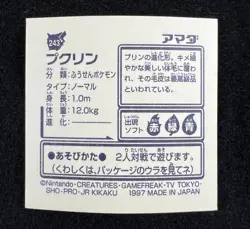 243
アマダ
プクリン
分 類:ふうせんポケモン
タイプ:ノーマル
身 長:1.0m
体 重:12.0kg
進 化:―――
プリンの進化形。キメ細
やかな美しい体毛に覆わ
れ、その毛皮は最高級品
といわれている。
出現ソフト 赤 緑 青
●あそびかた● 2人対戦で遊びます。
(くわしくは、パッケージのウラを見てネ)
©Nintendo・CREATURES・GAMEFREAK・TV TOKYO・
SHO-PRO・JR KIKAKU 1997 MADE IN JAPAN